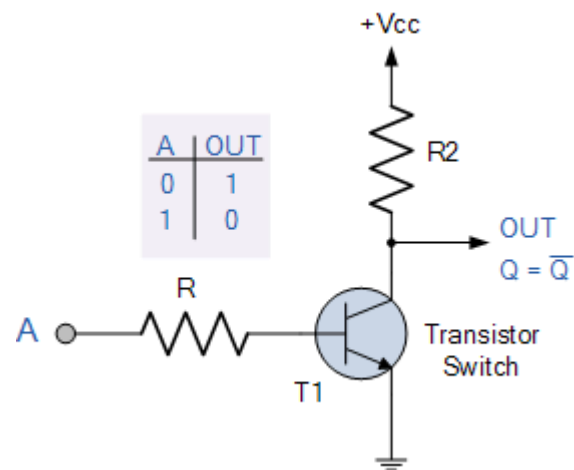 +Vcc
A OUT
0 1
1 0
R2
OUT
Q = Q̅
R
A
Transistor
Switch
T1